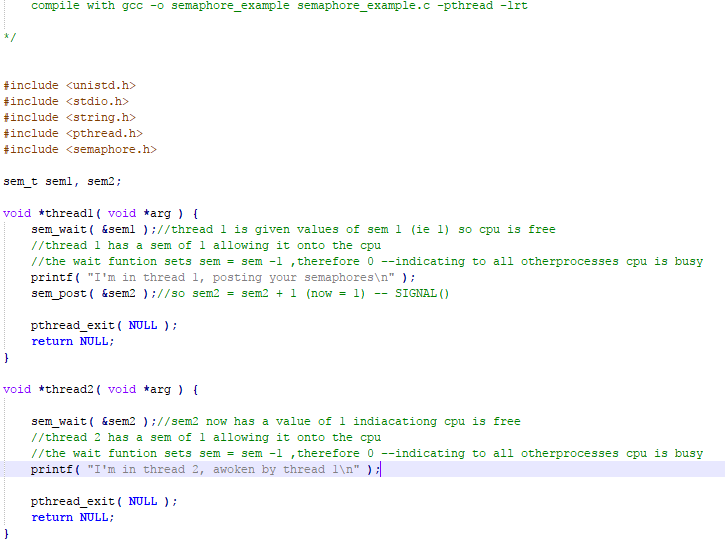 compile with gcc -o semaphore_example semaphore_example.c -pthread -lrt
*/
#include <unistd.h>
#include <stdio.h>
#include <string.h>
#include <pthread.h>
#include <semaphore.h>
sem_t sem1, sem2;
void *thread1( void *arg ) {
sem_wait( &sem1 );//thread 1 is given values of sem 1 (ie 1) so cpu is free
//thread 1 has a sem of 1 allowing it onto the cpu
//the wait funtion sets sem = sem -1 ,therefore 0 --indicating to all otherprocesses cpu is busy
printf( "I'm in thread 1, posting your semaphores\n" );
sem_post( &sem2 );//so sem2 = sem2 + 1 (now = 1) -- SIGNAL()
pthread_exit( NULL );
return NULL;
}
void *thread2( void *arg ) {
sem_wait( &sem2 );//sem2 now has a value of 1 indiacationg cpu is free
//thread 2 has a sem of 1 allowing it onto the cpu
//the wait funtion sets sem = sem -1 ,therefore 0 --indicating to all otherprocesses cpu is busy
printf( "I'm in thread 2, awoken by thread 1\n" );
pthread_exit( NULL );
return NULL;
}